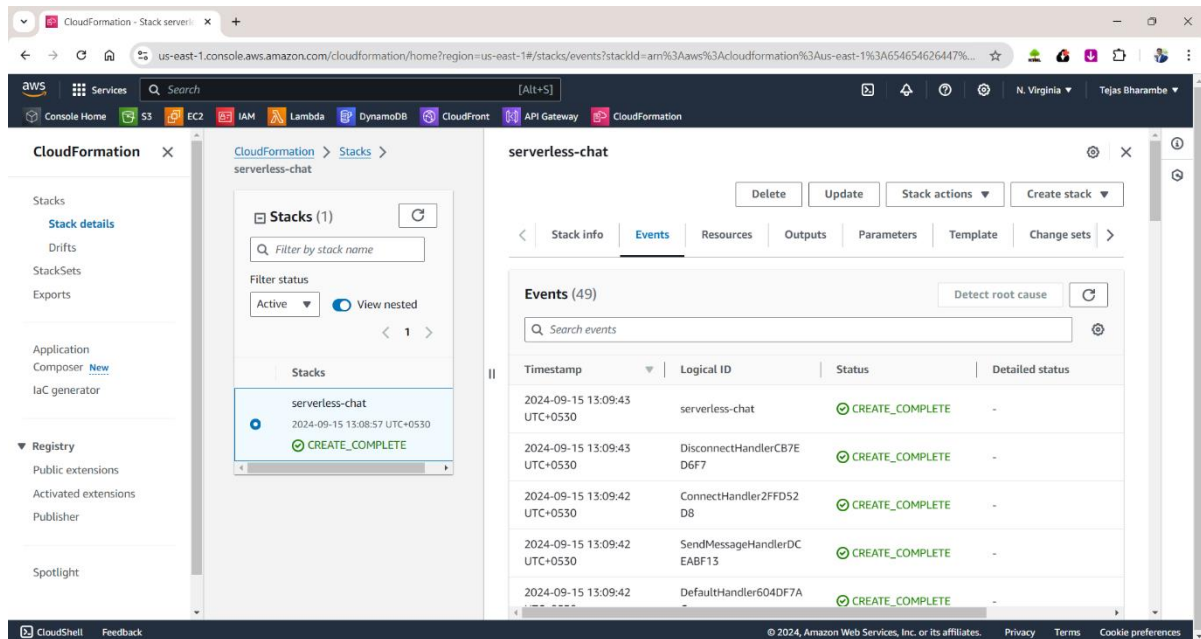 CloudFormation - Stack serverle
us-east-1.console.aws.amazon.com/cloudformation/home?region=us-east-1#/stacks/events?stackId=arn%3Aaws%3Acloudformation%3Aus-east-1%3A654654626447%...
aws Services Search [Alt+S] N. Virginia Tejas Bharambe
Console Home S3 EC2 IAM Lambda DynamoDB CloudFront API Gateway CloudFormation
CloudFormation
Stacks
Stack details
Drifts
StackSets
Exports
Application
Composer New
IaC generator
Registry
Public extensions
Activated extensions
Publisher
Spotlight
CloudFormation > Stacks >
serverless-chat
Stacks (1)
Filter by stack name
Filter status
Active View nested
1
Stacks
serverless-chat
2024-09-15 13:08:57 UTC+0530
CREATE_COMPLETE
serverless-chat
Delete Update Stack actions Create stack
Stack info Events Resources Outputs Parameters Template Change sets
Events (49) Detect root cause
Search events
Timestamp Logical ID Status Detailed status
2024-09-15 13:09:43
UTC+0530
serverless-chat CREATE_COMPLETE -
2024-09-15 13:09:43
UTC+0530
DisconnectHandlerCB7E
D6F7
CREATE_COMPLETE -
2024-09-15 13:09:42
UTC+0530
ConnectHandler2FFD52
D8
CREATE_COMPLETE -
2024-09-15 13:09:42
UTC+0530
SendMessageHandlerDC
EABF13
CREATE_COMPLETE -
2024-09-15 13:09:42
DefaultHandler604DF7A
CREATE_COMPLETE -
CloudShell Feedback © 2024, Amazon Web Services, Inc. or its affiliates. Privacy Terms Cookie preferences